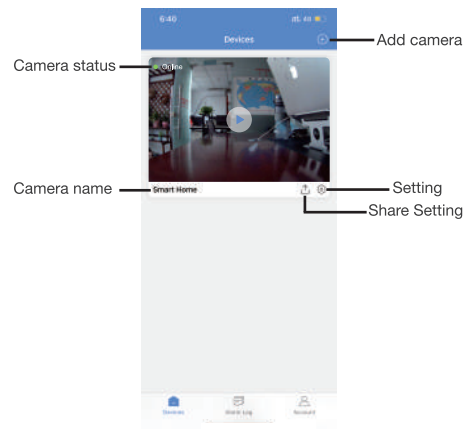 6:40
4G
Devices
Add camera
Camera status
Online
Camera name
Smart Home
Setting
Share Setting
Devices
Alarm Log
Account